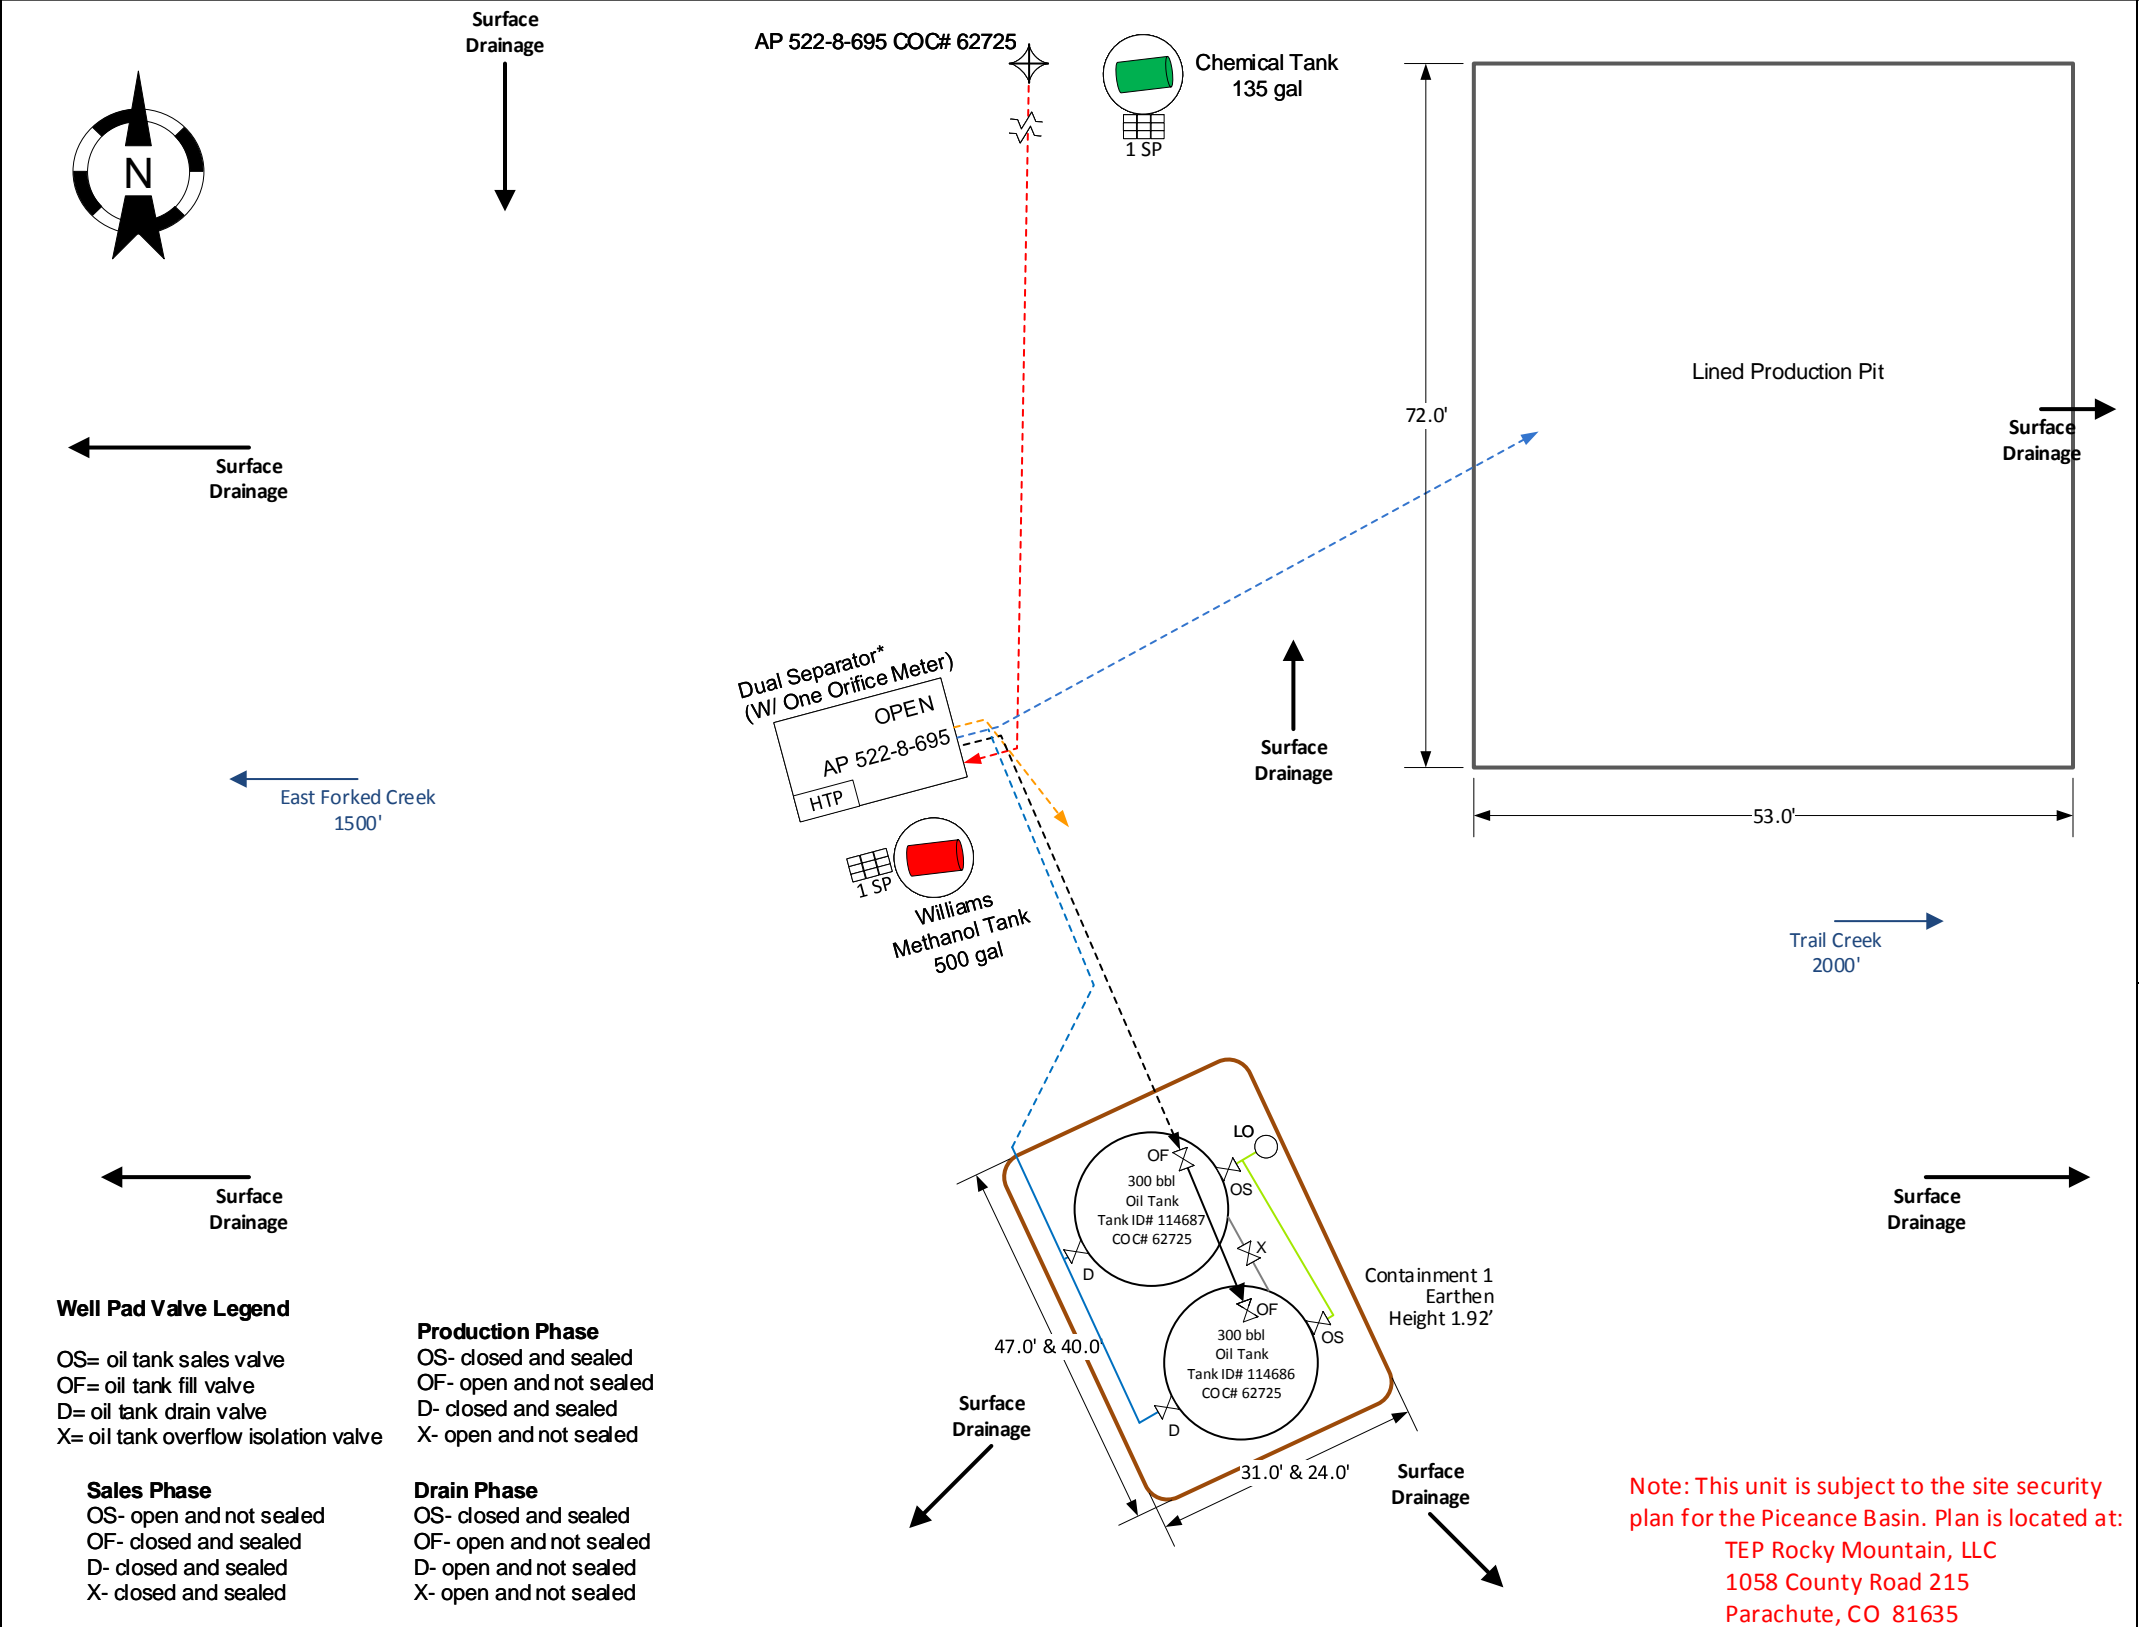 Surface
Drainage
AP 522-8-695 COC# 62725
Chemical Tank
135 gal
1 SP
N
Lined Production Pit
72.0'
Surface
Drainage
Surface
Drainage
Dual Separator*
(W/ One Orifice Meter)
OPEN
AP 522-8-695
HTP
Surface
Drainage
East Forked Creek
1500'
53.0'
1 SP
Williams
Methanol Tank
500 gal
Trail Creek
2000'
LO
OF
OS
300 bbl
Oil Tank
Tank ID# 114687
COC# 62725
X
D
Surface
Drainage
Surface
Drainage
Containment 1
Earthen
Height 1.92’
OF
OS
300 bbl
Oil Tank
Tank ID# 114686
COC# 62725
D
47.0' & 40.0'
31.0' & 24.0'
Surface
Drainage
Surface
Drainage
Well Pad Valve Legend
OS= oil tank sales valve
OF= oil tank fill valve
D= oil tank drain valve
X= oil tank overflow isolation valve
Production Phase
OS- closed and sealed
OF- open and not sealed
D- closed and sealed
X- open and not sealed
Sales Phase
OS- open and not sealed
OF- closed and sealed
D- closed and sealed
X- closed and sealed
Drain Phase
OS- closed and sealed
OF- open and not sealed
D- open and not sealed
X- open and not sealed
Note: This unit is subject to the site security
plan for the Piceance Basin. Plan is located at:
TEP Rocky Mountain, LLC
1058 County Road 215
Parachute, CO 81635